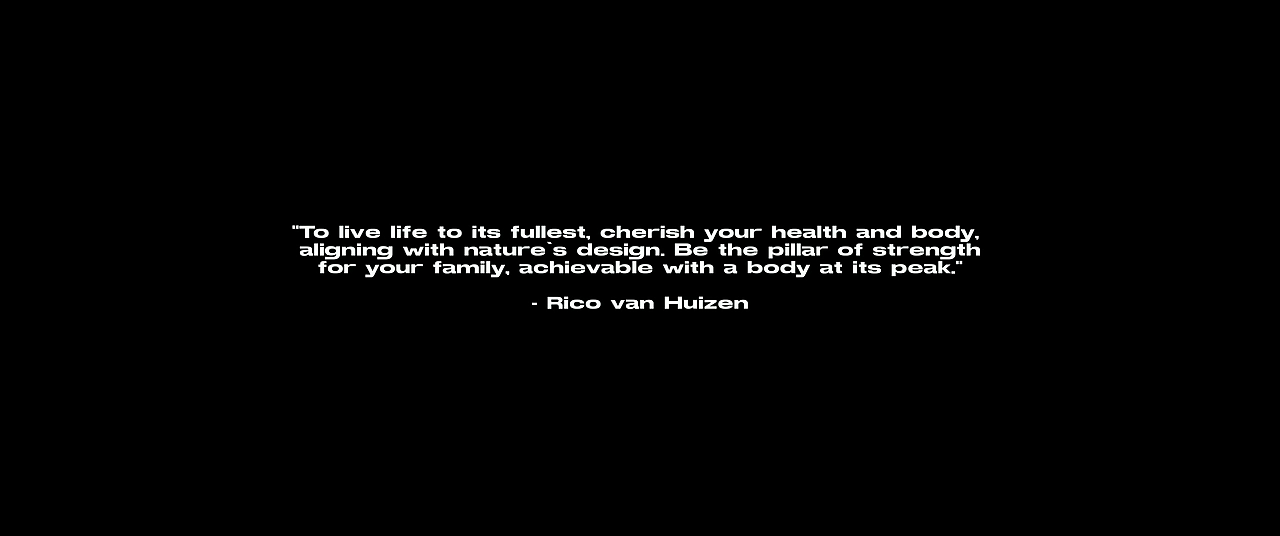 "To live life to its fullest, cherish your health and body,
aligning with nature`s design. Be the pillar of strength
for your family, achievable with a body at its peak."
- Rico van Huizen